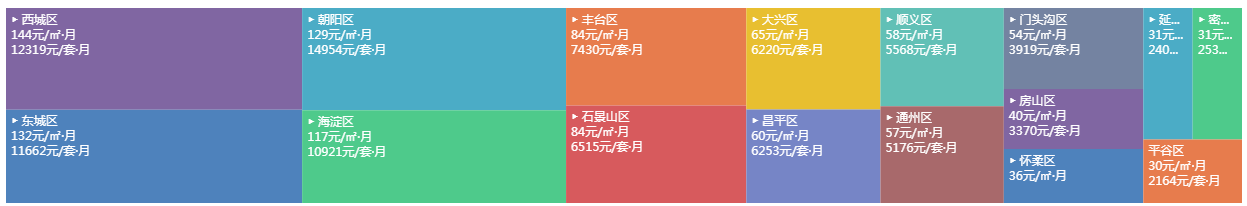 ▸ 西城区
144元/㎡·月
12319元/套·月
▸ 东城区
132元/㎡·月
11662元/套·月
▸ 朝阳区
129元/㎡·月
14954元/套·月
▸ 海淀区
117元/㎡·月
10921元/套·月
▸ 丰台区
84元/㎡·月
7430元/套·月
▸ 石景山区
84元/㎡·月
6515元/套·月
▸ 大兴区
65元/㎡·月
6220元/套·月
▸ 昌平区
60元/㎡·月
6253元/套·月
▸ 顺义区
58元/㎡·月
5568元/套·月
▸ 通州区
57元/㎡·月
5176元/套·月
▸ 门头沟区
54元/㎡·月
3919元/套·月
▸ 房山区
40元/㎡·月
3370元/套·月
▸ 怀柔区
36元/㎡·月
▸ 延...
31元...
240...
▸ 密...
31元...
253...
平谷区
30元/㎡·月
2164元/套·月